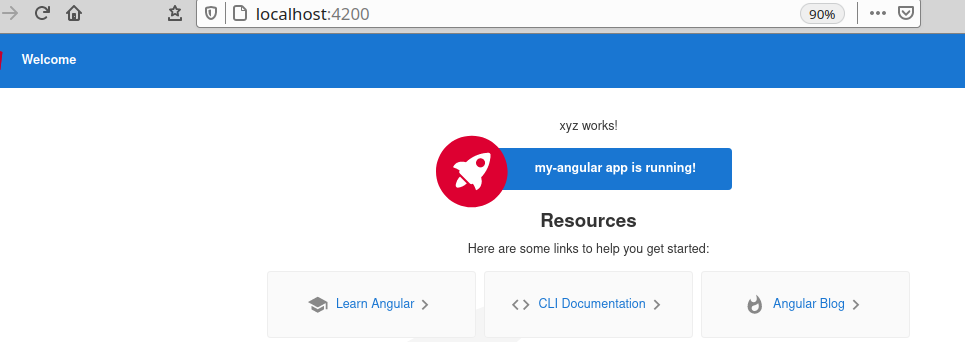 localhost:4200 90%
Welcome
xyz works!
my-angular app is running!
Resources
Here are some links to help you get started:
Learn Angular CLI Documentation Angular Blog